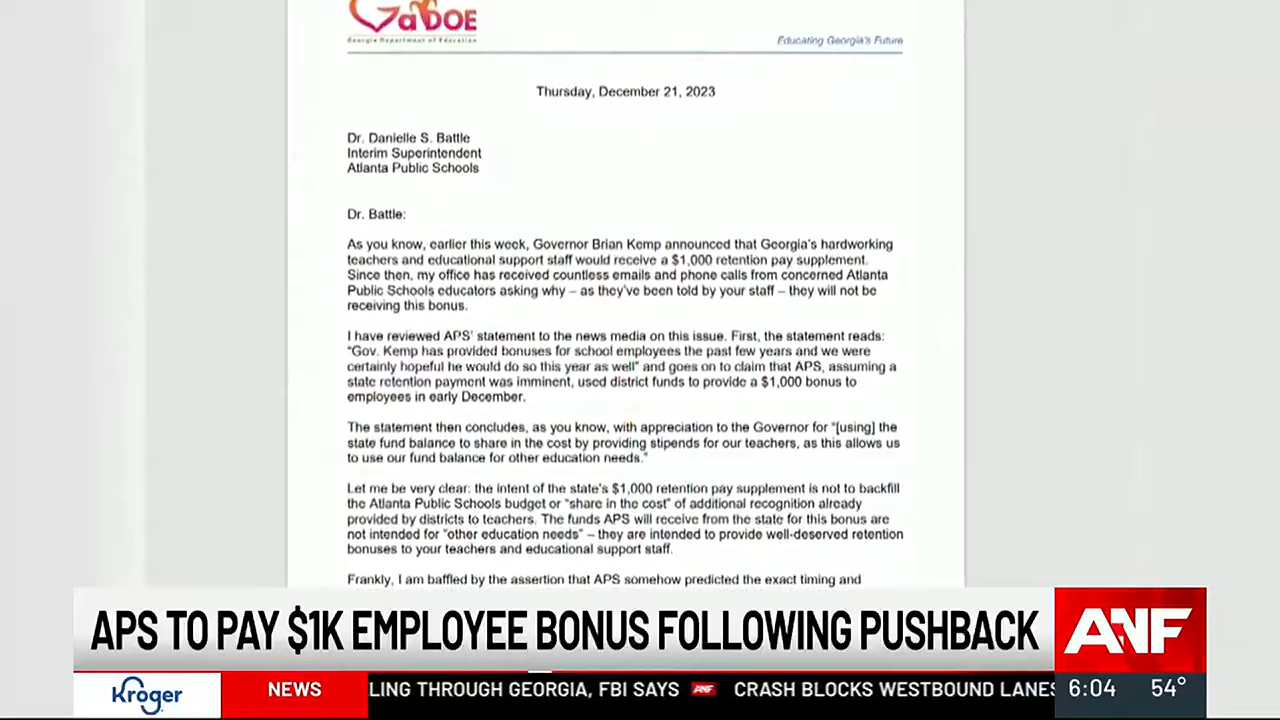 GaDOE
Georgia Department of Education
Educating Georgia's Future
Thursday, December 21, 2023
Dr. Danielle S. Battle
Interim Superintendent
Atlanta Public Schools
Dr. Battle:
As you know, earlier this week, Governor Brian Kemp announced that Georgia's hardworking
teachers and educational support staff would receive a $1,000 retention pay supplement.
Since then, my office has received countless emails and phone calls from concerned Atlanta
Public Schools educators asking why – as they've been told by your staff – they will not be
receiving this bonus.
I have reviewed APS' statement to the news media on this issue. First, the statement reads:
"Gov. Kemp has provided bonuses for school employees the past few years and we were
certainly hopeful he would do so this year as well" and goes on to claim that APS, assuming a
state retention payment was imminent, used district funds to provide a $1,000 bonus to
employees in early December.
The statement then concludes, as you know, with appreciation to the Governor for "[using] the
state fund balance to share in the cost by providing stipends for our teachers, as this allows us
to use our fund balance for other education needs."
Let me be very clear: the intent of the state's $1,000 retention pay supplement is not to backfill
the Atlanta Public Schools budget or "share in the cost" of additional recognition already
provided by districts to teachers. The funds APS will receive from the state for this bonus are
not intended for "other education needs" – they are intended to provide well-deserved retention
bonuses to your teachers and educational support staff.
Frankly, I am baffled by the assertion that APS somehow predicted the exact timing and
APS TO PAY $1K EMPLOYEE BONUS FOLLOWING PUSHBACK
ANF
Kroger
NEWS
LING THROUGH GEORGIA, FBI SAYS ANF CRASH BLOCKS WESTBOUND LANES
6:04 54°